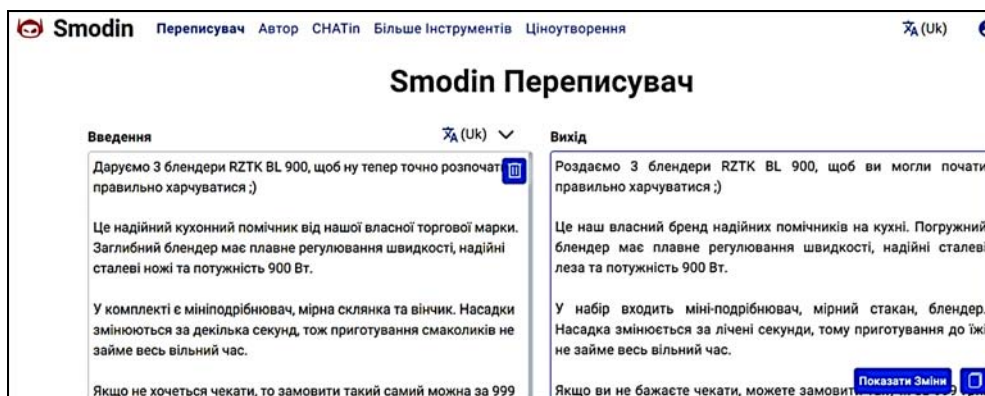 Smodin Переписувач Автор CHATin Більше Інструментів Ціноутворення (Uk)
Smodin Переписувач
Введення (Uk)
Даруємо 3 блендери RZTK BL 900, щоб ну тепер точно розпочати
правильно харчуватися ;)
Це надійний кухонний помічник від нашої власної торгової марки.
Заглибний блендер має плавне регулювання швидкості, надійні
сталеві ножі та потужність 900 Вт.
У комплекті є мініподрібнювач, мірна склянка та вінчик. Насадки
змінюються за декілька секунд, тож приготування смаколиків не
займе весь вільний час.
Якщо не хочеться чекати, то замовити такий самий можна за 999
Вихід
Роздаємо 3 блендери RZTK BL 900, щоб ви могли почати
правильно харчуватися ;)
Це наш власний бренд надійних помічників на кухні. Погружний
блендер має плавне регулювання швидкості, надійні сталеві
леза та потужність 900 Вт.
У набір входить міні-подрібнювач, мірний стакан, блендер.
Насадка змінюється за лічені секунди, тому приготування до їжі
не займе весь вільний час.
Показати Зміни
Якщо ви не бажаєте чекати, можете